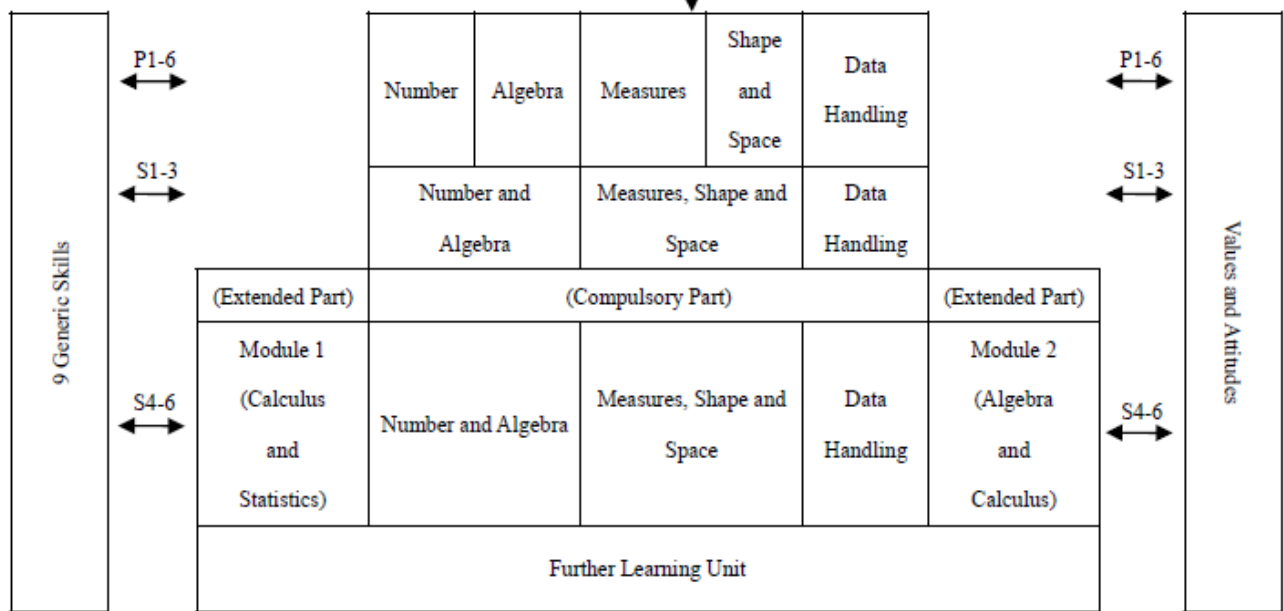 9 Generic Skills
P1-6
S1-3
S4-6
Number
Algebra
Measures
Shape
and
Space
Data
Handling
Number and
Algebra
Measures, Shape and
Space
Data
Handling
(Extended Part)
(Compulsory Part)
(Extended Part)
Module 1
(Calculus
and
Statistics)
Number and Algebra
Measures, Shape and
Space
Data
Handling
Module 2
(Algebra
and
Calculus)
Further Learning Unit
P1-6
S1-3
S4-6
Values and Attitudes